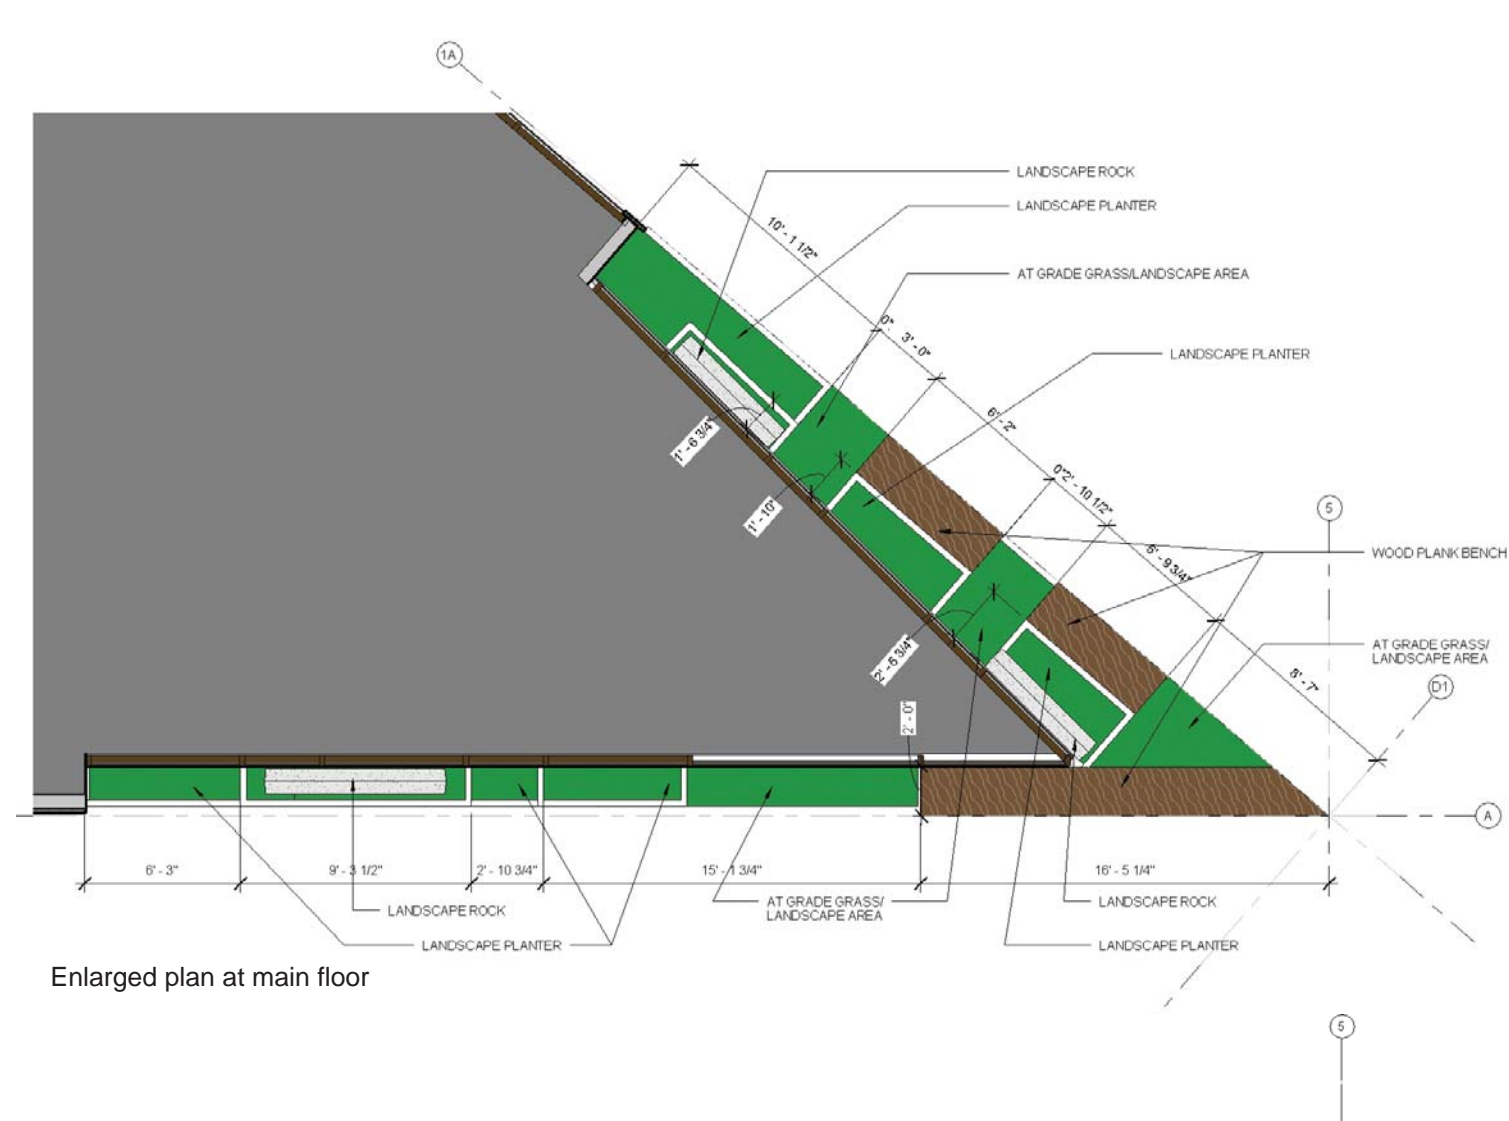 1A
LANDSCAPE ROCK
LANDSCAPE PLANTER
10' - 1 1/2"
AT GRADE GRASS/LANDSCAPE AREA
0"
3' - 0"
LANDSCAPE PLANTER
6' - 2"
1' - 6 3/4"
0"
2' - 10 1/2"
1' - 10"
5
WOOD PLANK BENCH
6' - 9 3/4"
2' - 6 3/4"
AT GRADE GRASS/
LANDSCAPE AREA
8' - 7"
D1
2' - 0"
A
6' - 3"
9' - 3 1/2"
2' - 10 3/4"
15' - 1 3/4"
16' - 5 1/4"
LANDSCAPE ROCK
AT GRADE GRASS/
LANDSCAPE AREA
LANDSCAPE ROCK
LANDSCAPE PLANTER
LANDSCAPE PLANTER
Enlarged plan at main floor
5